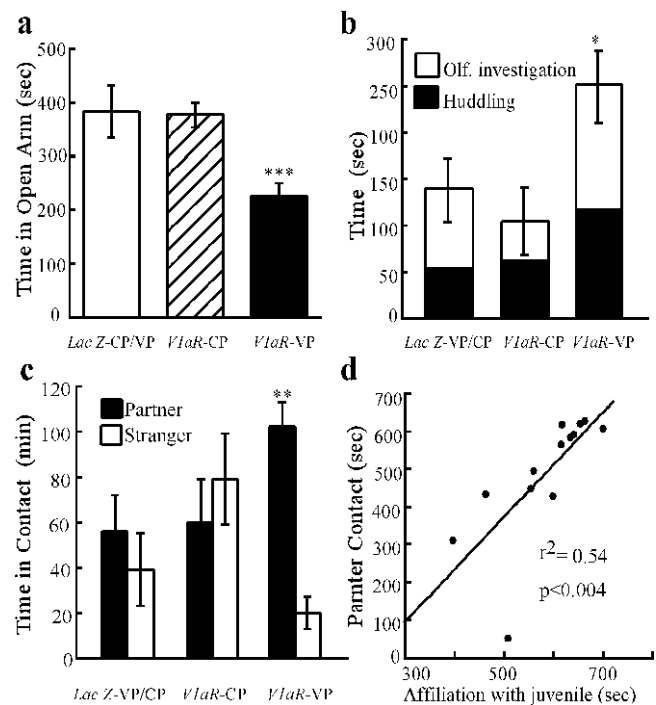 a
Time in Open Arm (sec)
500
400
300
200
100
0
***
Lac Z-CP/VP
V1aR-CP
V1aR-VP
b
Time (sec)
300
250
200
150
100
50
0
Olf. investigation
Huddling
*
Lac Z-VP/CP
V1aR-CP
V1aR-VP
c
Time in Contact (min)
120
100
80
60
40
20
0
Partner
Stranger
**
Lac Z-VP/CP
V1aR-CP
V1aR-VP
d
Parnter Contact (sec)
700
600
500
400
300
200
100
0
r2= 0.54
p<0.004
300
500
700
Affiliation with juvenile (sec)